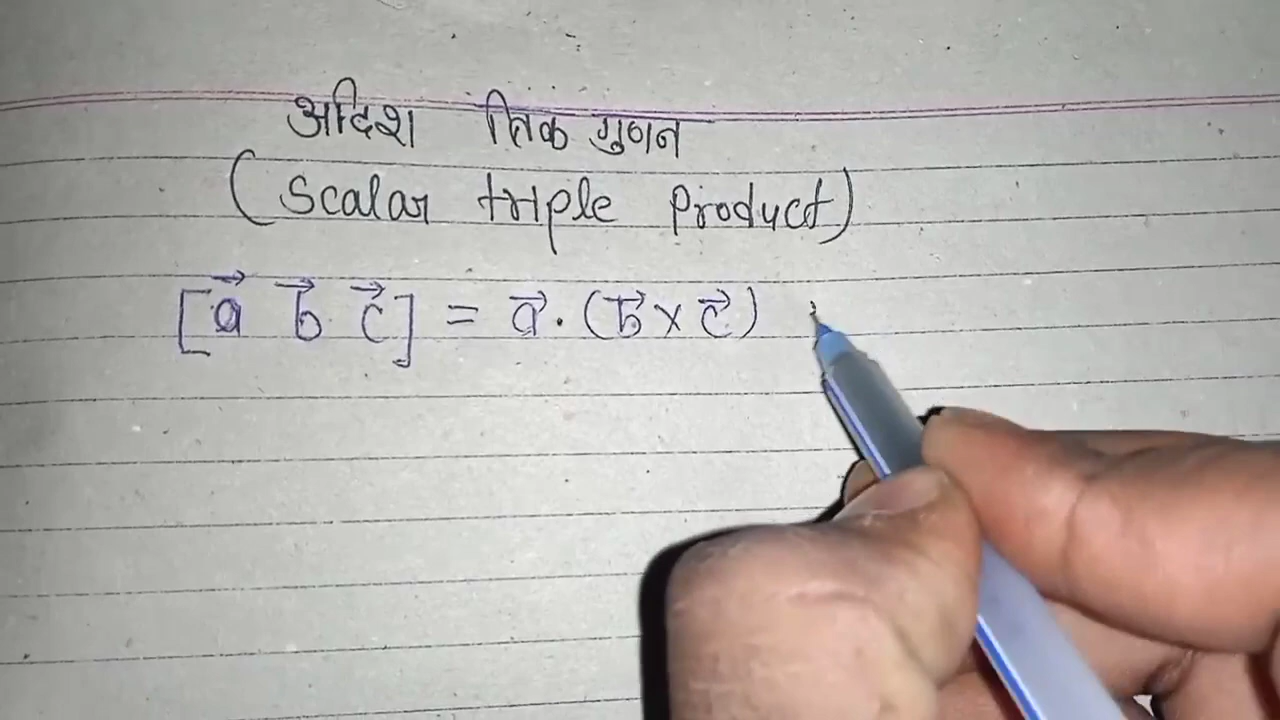 अदिश त्रिक गुणन
(Scalar triple product)
[a⃗ b⃗ c⃗] = a⃗ . (b⃗ × c⃗)